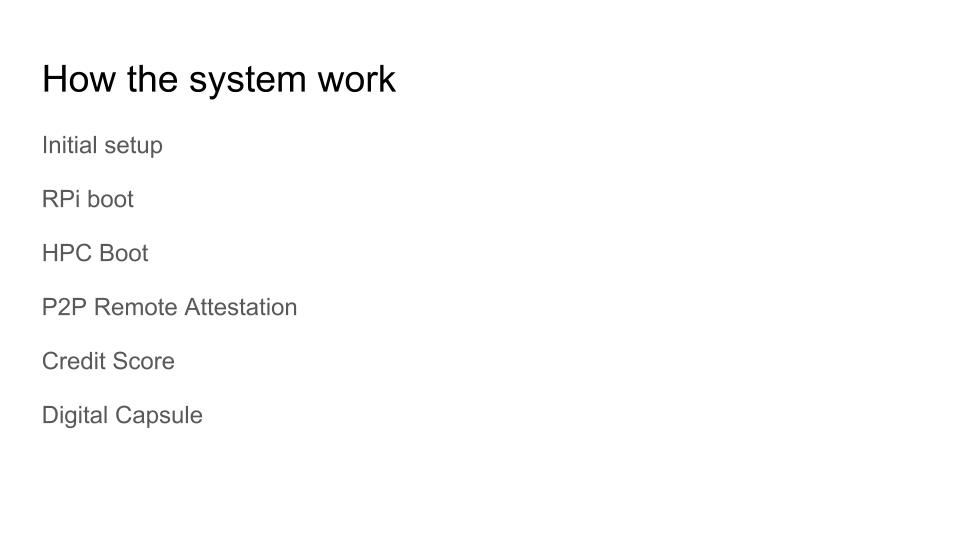 How the system work
Initial setup
RPi boot
HPC Boot
P2P Remote Attestation
Credit Score
Digital Capsule